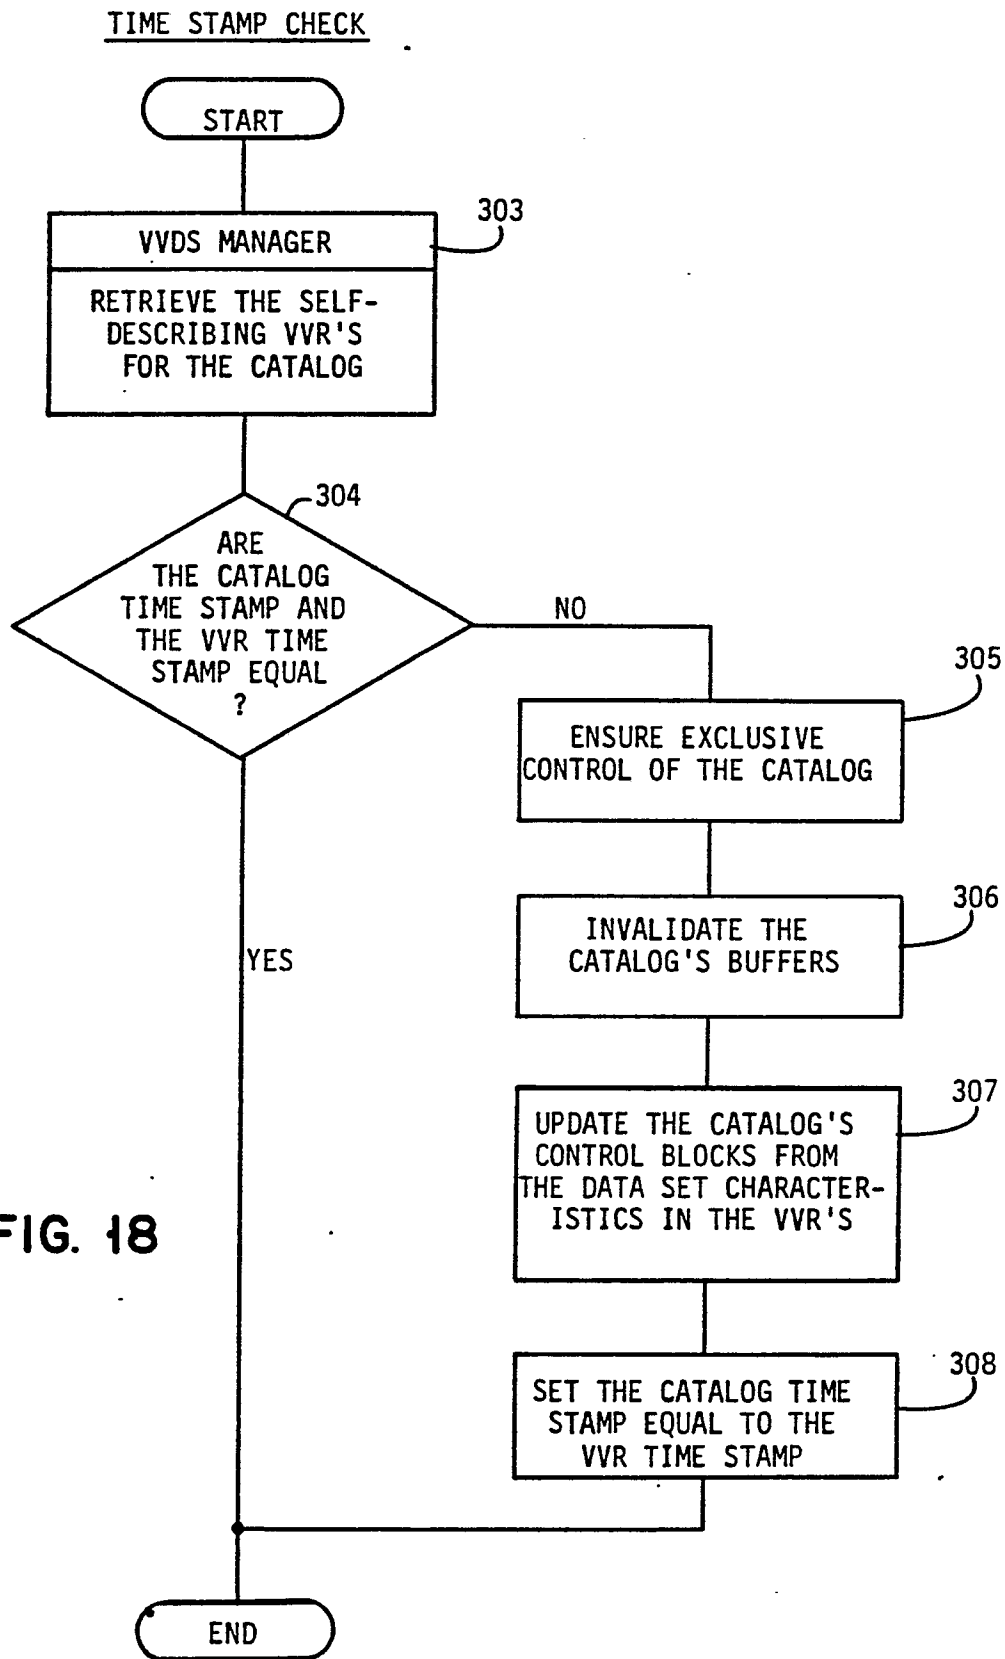 TIME STAMP CHECK
START
303
VVDS MANAGER
RETRIEVE THE SELF-
DESCRIBING VVR'S
FOR THE CATALOG
304
ARE
THE CATALOG
TIME STAMP AND
THE VVR TIME
STAMP EQUAL
?
NO
305
ENSURE EXCLUSIVE
CONTROL OF THE CATALOG
306
INVALIDATE THE
CATALOG'S BUFFERS
YES
307
UPDATE THE CATALOG'S
CONTROL BLOCKS FROM
THE DATA SET CHARACTER-
ISTICS IN THE VVR'S
FIG. 18
308
SET THE CATALOG TIME
STAMP EQUAL TO THE
VVR TIME STAMP
END